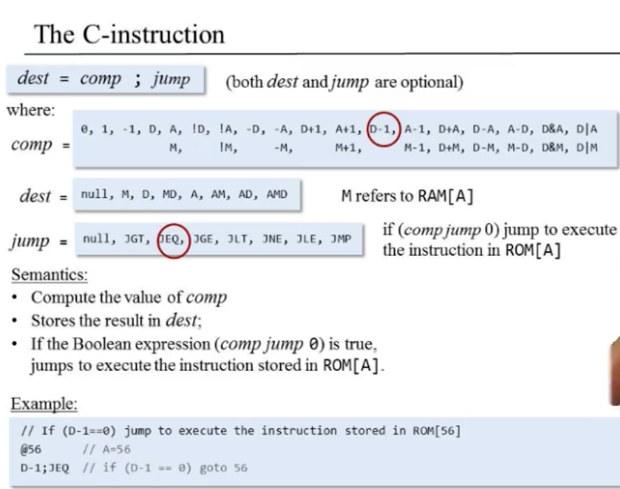 The C-instruction
dest = comp ; jump (both dest and jump are optional)
where:
0, 1, -1, D, A, !D, !A, -D, -A, D+1, A+1, D-1, A-1, D+A, D-A, A-D, D&A, D|A
comp =
M, !M, -M, M+1, M-1, D+M, D-M, M-D, D&M, D|M
dest = null, M, D, MD, A, AM, AD, AMD M refers to RAM[A]
jump = null, JGT, JEQ, JGE, JLT, JNE, JLE, JMP if (comp jump 0) jump to execute
the instruction in ROM[A]
Semantics:
• Compute the value of comp
• Stores the result in dest;
• If the Boolean expression (comp jump 0) is true,
jumps to execute the instruction stored in ROM[A].
Example:
// If (D-1==0) jump to execute the instruction stored in ROM[56]
@56 // A=56
D-1;JEQ // if (D-1 == 0) goto 56